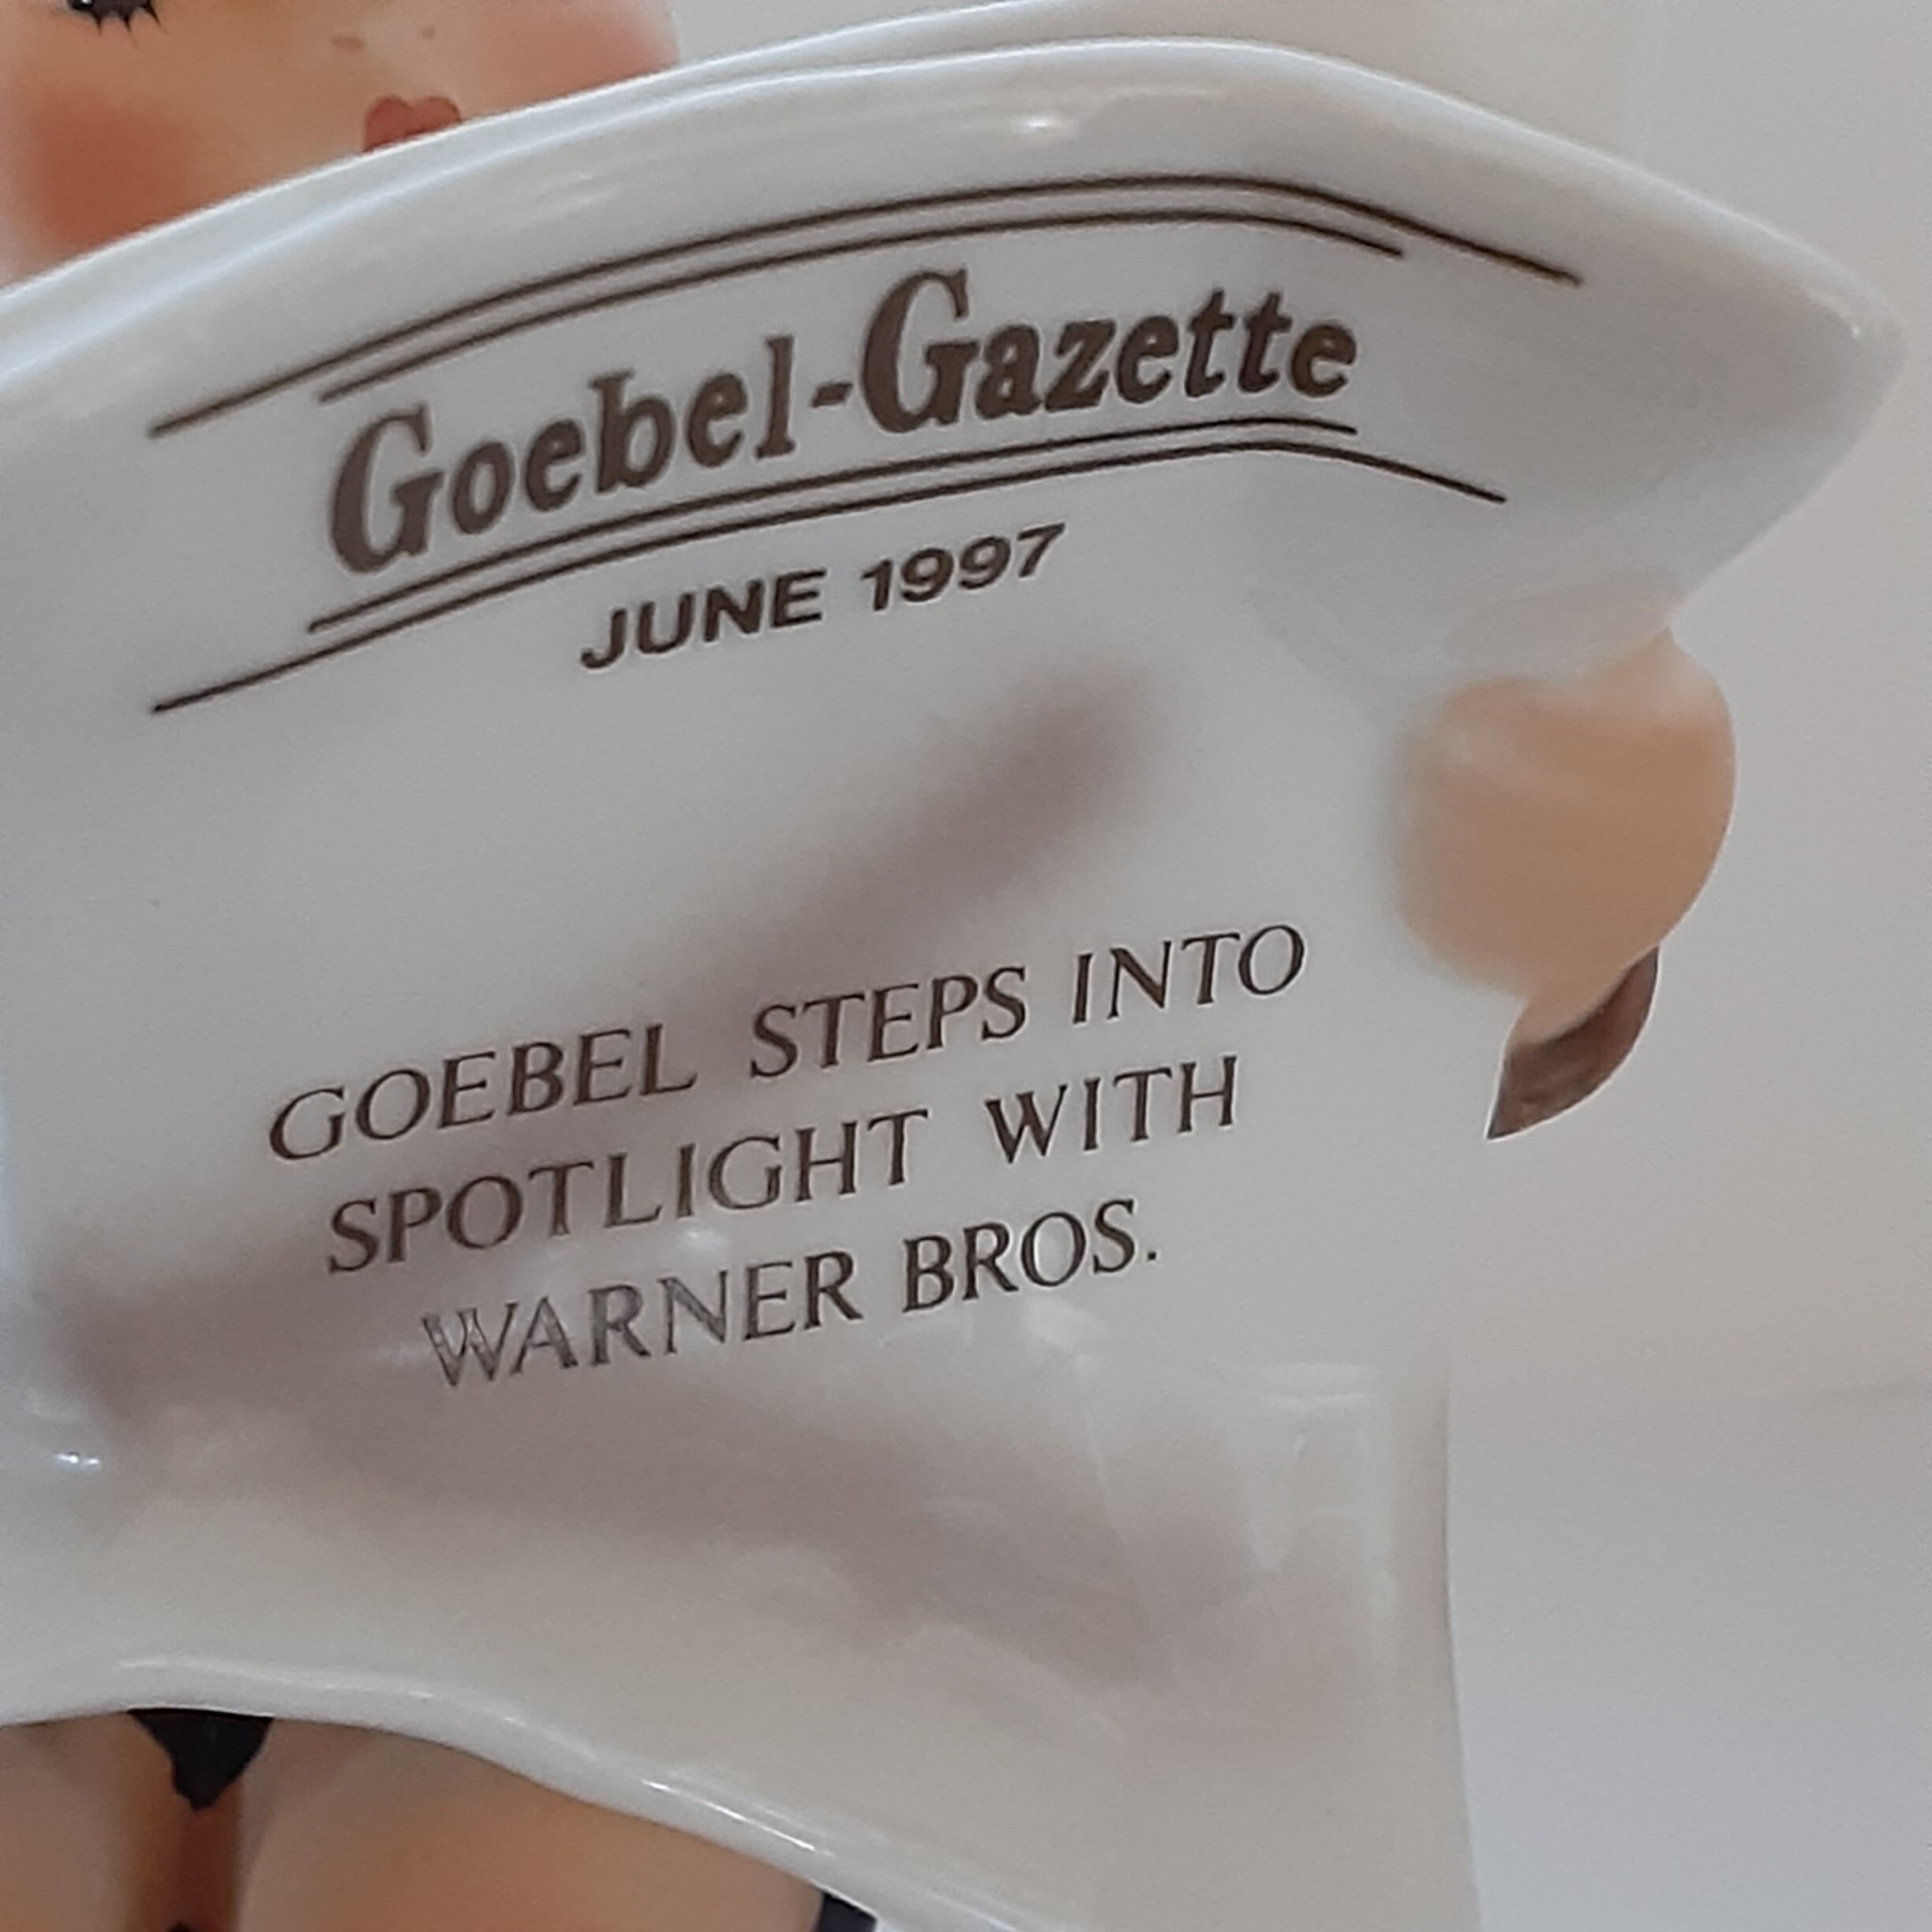 Goebel-Gazette
JUNE 1997
GOEBEL STEPS INTO
SPOTLIGHT WITH
WARNER BROS.